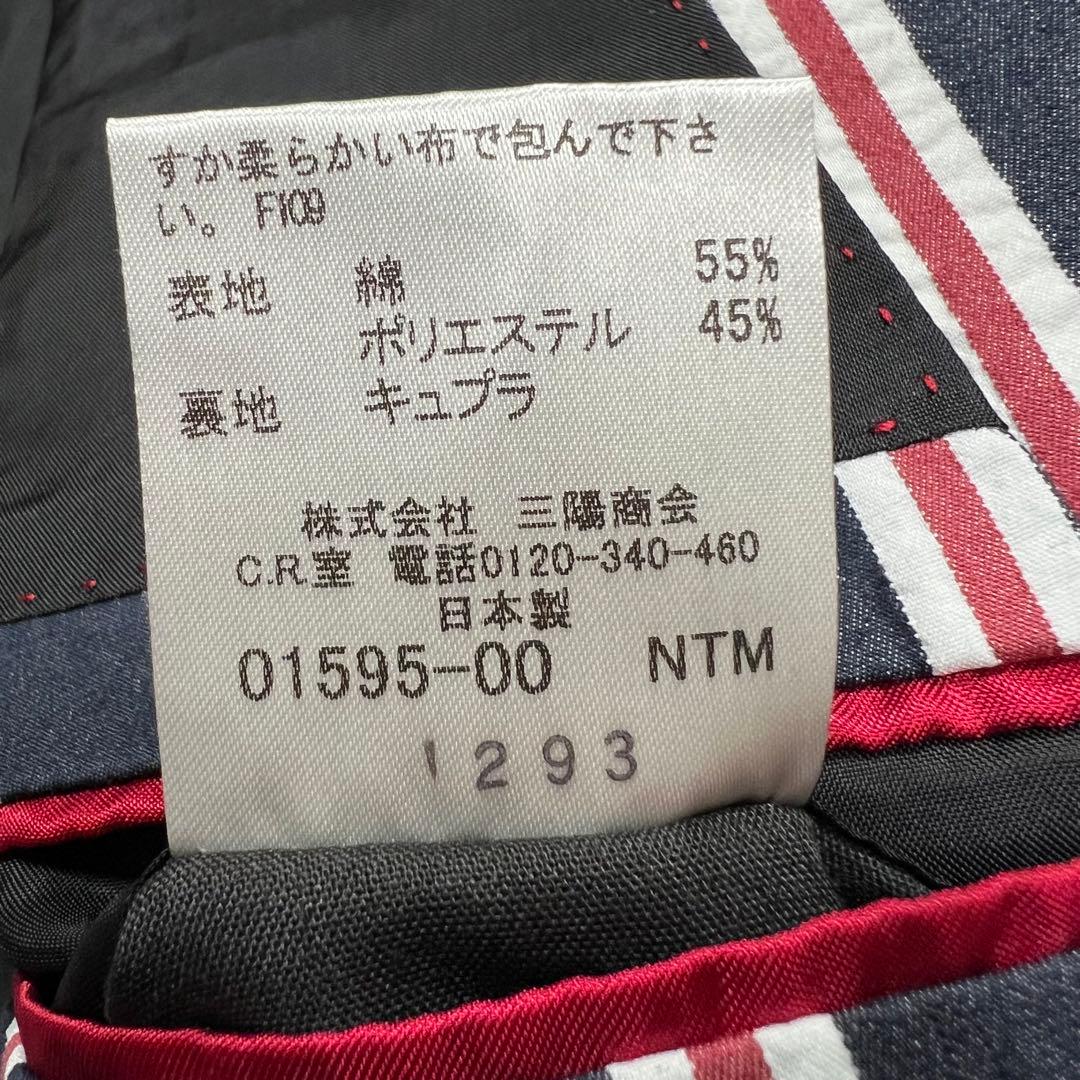 すか柔らかい布で包んで下さ
い。 F109
表地 綿 55%
ポリエステル 45%
裏地 キュプラ
株式会社 三陽商会
C.R.室 電話0120-340-460
日本製
01595-00 NTM
1293